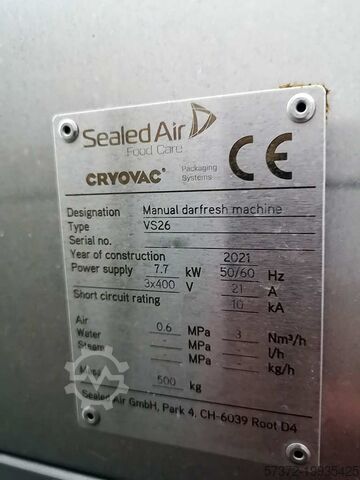 Sealed Air
Food Care
CRYOVAC® Packaging Systems
CE
Designation Manual darfresh machine
Type VS26
Serial no.
Year of construction 2021
Power supply 7.7 kW 50/60 Hz
3x400 V 21 A
Short circuit rating 10 kA
Air 0.6 MPa 3 Nm³/h
Water - MPa - l/h
Steam - MPa - kg/h
Mass 500 kg
Sealed Air GmbH, Park 4, CH-6039 Root D4
57372-19935425